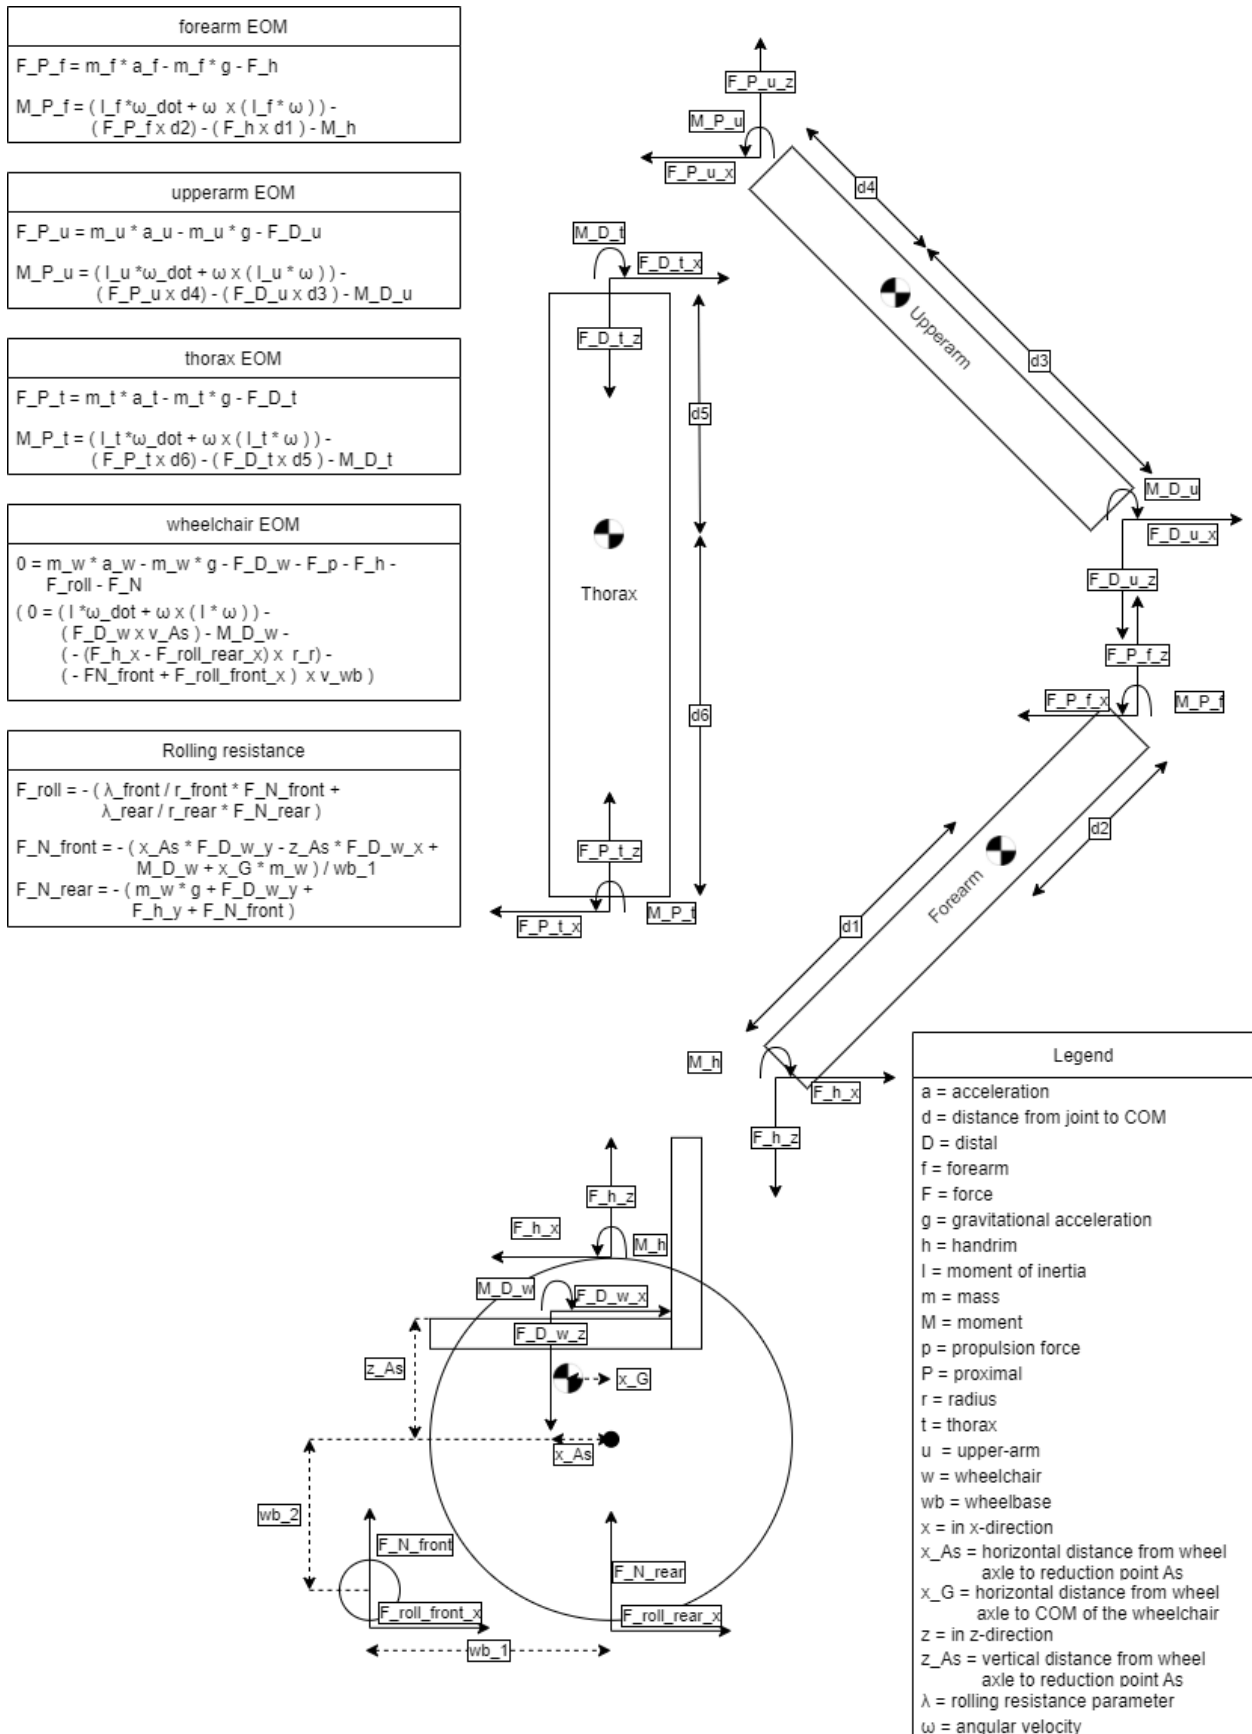 forearm EOM
F_P_f = m_f * a_f - m_f * g - F_h
M_P_f = ( I_f *ω_dot + ω x ( I_f * ω ) ) -
( F_P_f x d2) - ( F_h x d1 ) - M_h
upperarm EOM
F_P_u = m_u * a_u - m_u * g - F_D_u
M_P_u = ( I_u *ω_dot + ω x ( I_u * ω ) ) -
( F_P_u x d4) - ( F_D_u x d3 ) - M_D_u
thorax EOM
F_P_t = m_t * a_t - m_t * g - F_D_t
M_P_t = ( I_t *ω_dot + ω x ( I_t * ω ) ) -
( F_P_t x d6) - ( F_D_t x d5 ) - M_D_t
wheelchair EOM
0 = m_w * a_w - m_w * g - F_D_w - F_p - F_h -
F_roll - F_N
( 0 = ( I *ω_dot + ω x ( I * ω ) ) -
( F_D_w x v_As ) - M_D_w -
( - (F_h_x - F_roll_rear_x) x r_r) -
( - FN_front + F_roll_front_x ) x v_wb )
Rolling resistance
F_roll = - ( λ_front / r_front * F_N_front +
λ_rear / r_rear * F_N_rear )
F_N_front = - ( x_As * F_D_w_y - z_As * F_D_w_x +
M_D_w + x_G * m_w ) / wb_1
F_N_rear = - ( m_w * g + F_D_w_y +
F_h_y + F_N_front )
M_D_t
F_D_t_x
F_D_t_z
d5
Thorax
d6
F_P_t_z
F_P_t_x
M_P_t
F_P_u_z
M_P_u
F_P_u_x
d4
Upperarm
d3
M_D_u
F_D_u_x
F_D_u_z
F_P_f_z
F_P_f_x
M_P_f
d2
Forearm
d1
M_h
F_h_x
F_h_z
F_h_z
F_h_x
M_h
M_D_w
F_D_w_x
F_D_w_z
z_As
x_G
x_As
wb_2
F_N_front
F_N_rear
F_roll_front_x
F_roll_rear_x
wb_1
Legend
a = acceleration
d = distance from joint to COM
D = distal
f = forearm
F = force
g = gravitational acceleration
h = handrim
I = moment of inertia
m = mass
M = moment
p = propulsion force
P = proximal
r = radius
t = thorax
u = upper-arm
w = wheelchair
wb = wheelbase
x = in x-direction
x_As = horizontal distance from wheel
axle to reduction point As
x_G = horizontal distance from wheel
axle to COM of the wheelchair
z = in z-direction
z_As = vertical distance from wheel
axle to reduction point As
λ = rolling resistance parameter
ω = angular velocity